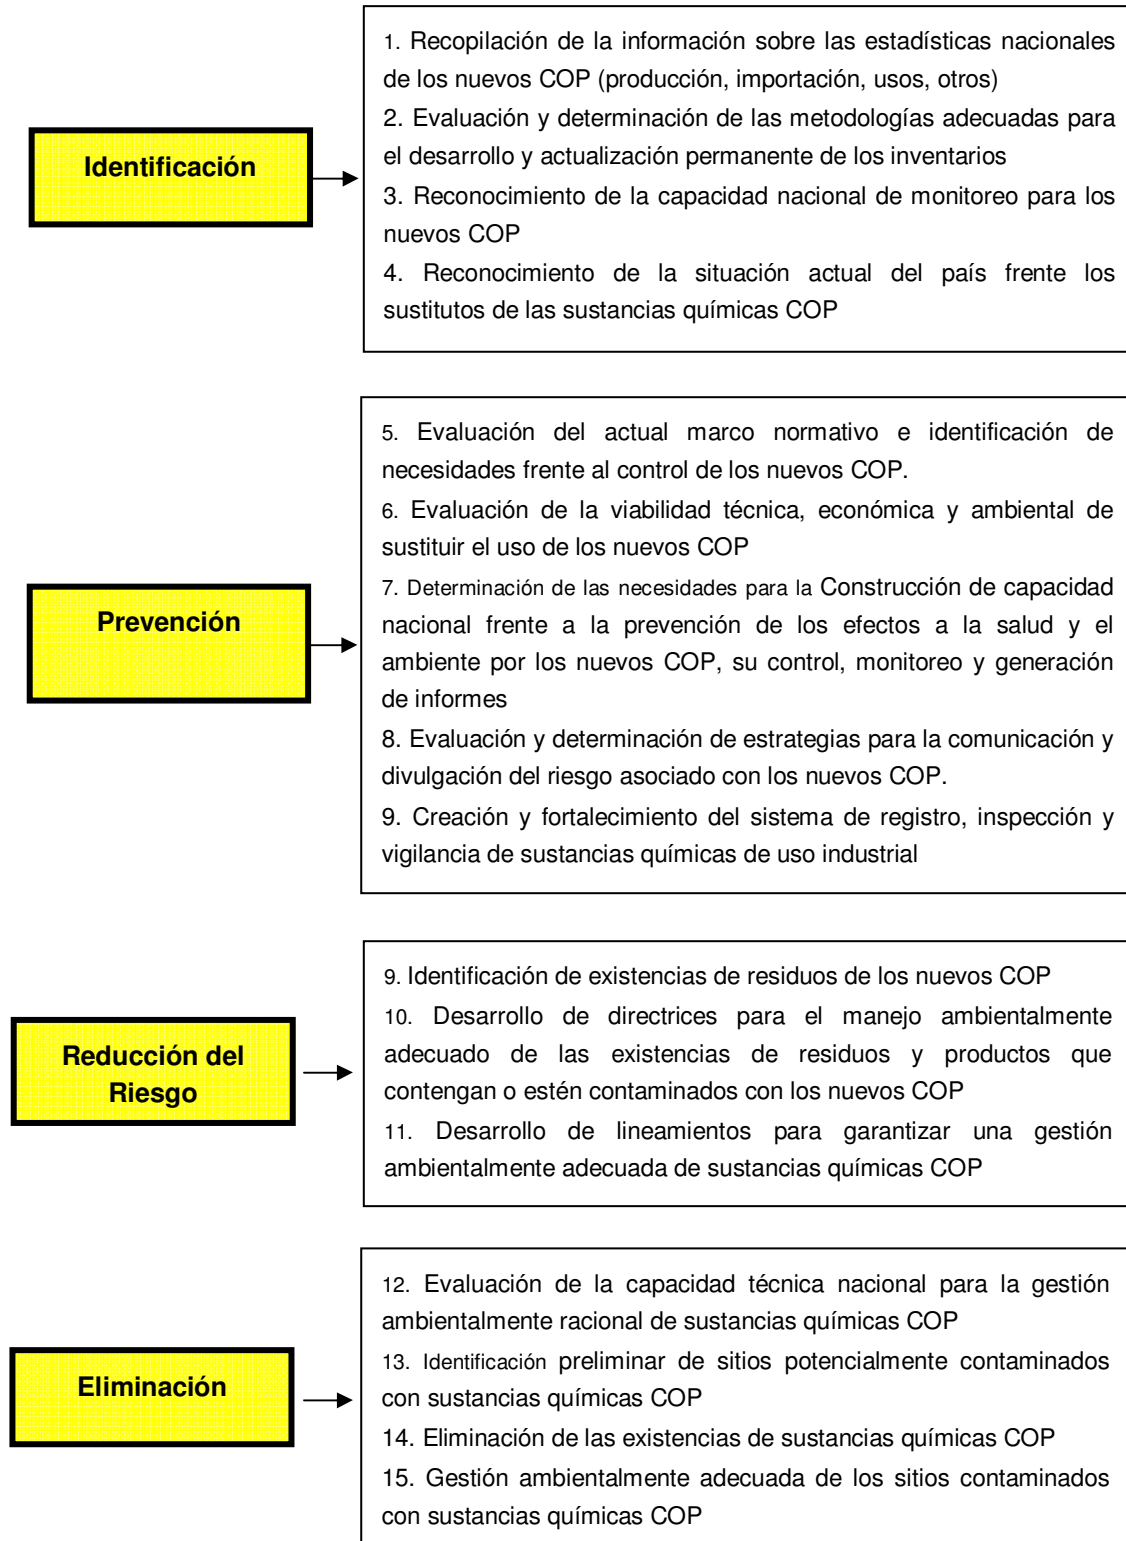 Identificación
1. Recopilación de la información sobre las estadísticas nacionales
de los nuevos COP (producción, importación, usos, otros)
2. Evaluación y determinación de las metodologías adecuadas para
el desarrollo y actualización permanente de los inventarios
3. Reconocimiento de la capacidad nacional de monitoreo para los
nuevos COP
4. Reconocimiento de la situación actual del país frente los
sustitutos de las sustancias químicas COP
Prevención
5. Evaluación del actual marco normativo e identificación de
necesidades frente al control de los nuevos COP.
6. Evaluación de la viabilidad técnica, económica y ambiental de
sustituir el uso de los nuevos COP
7. Determinación de las necesidades para la Construcción de capacidad
nacional frente a la prevención de los efectos a la salud y el
ambiente por los nuevos COP, su control, monitoreo y generación
de informes
8. Evaluación y determinación de estrategias para la comunicación y
divulgación del riesgo asociado con los nuevos COP.
9. Creación y fortalecimiento del sistema de registro, inspección y
vigilancia de sustancias químicas de uso industrial
Reducción del
Riesgo
9. Identificación de existencias de residuos de los nuevos COP
10. Desarrollo de directrices para el manejo ambientalmente
adecuado de las existencias de residuos y productos que
contengan o estén contaminados con los nuevos COP
11. Desarrollo de lineamientos para garantizar una gestión
ambientalmente adecuada de sustancias químicas COP
Eliminación
12. Evaluación de la capacidad técnica nacional para la gestión
ambientalmente racional de sustancias químicas COP
13. Identificación preliminar de sitios potencialmente contaminados
con sustancias químicas COP
14. Eliminación de las existencias de sustancias químicas COP
15. Gestión ambientalmente adecuada de los sitios contaminados
con sustancias químicas COP